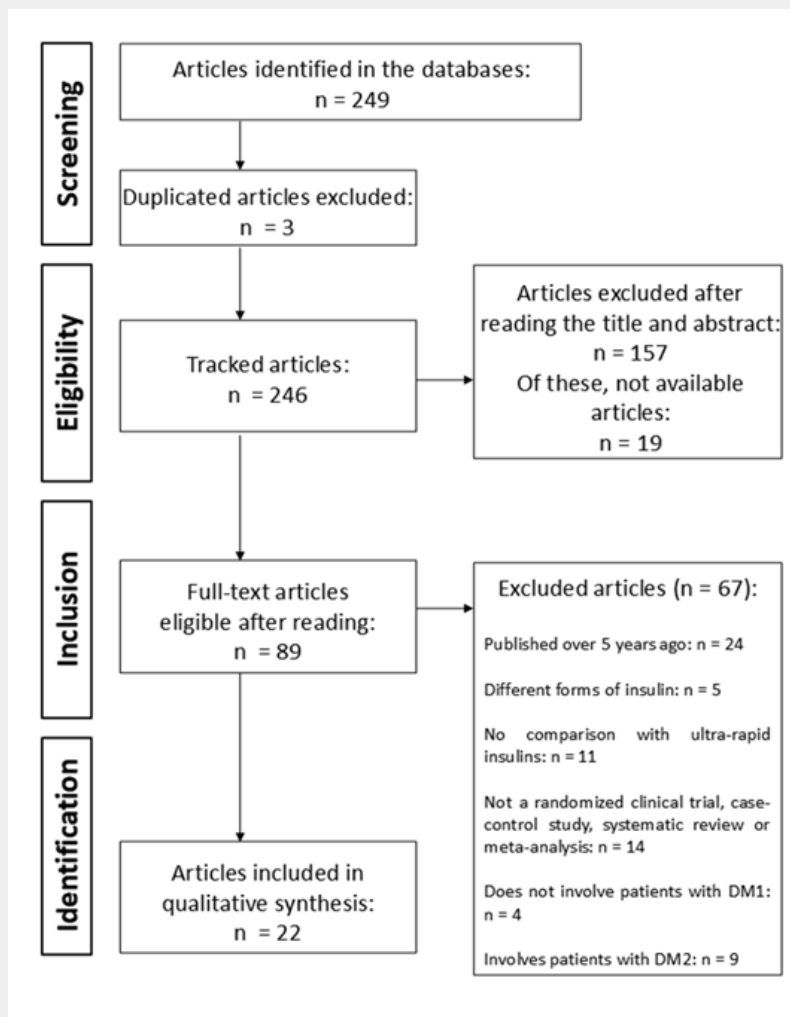 Screening
Articles identified in the databases:
n = 249
Duplicated articles excluded:
n = 3
Eligibility
Tracked articles:
n = 246
Articles excluded after
reading the title and abstract:
n = 157
Of these, not available
articles:
n = 19
Inclusion
Full-text articles
eligible after reading:
n = 89
Excluded articles (n = 67):
Published over 5 years ago: n = 24
Different forms of insulin: n = 5
No comparison with ultra-rapid
insulins: n = 11
Not a randomized clinical trial, case-
control study, systematic review or
meta-analysis: n = 14
Does not involve patients with DM1:
n = 4
Involves patients with DM2: n = 9
Identification
Articles included in
qualitative synthesis:
n = 22